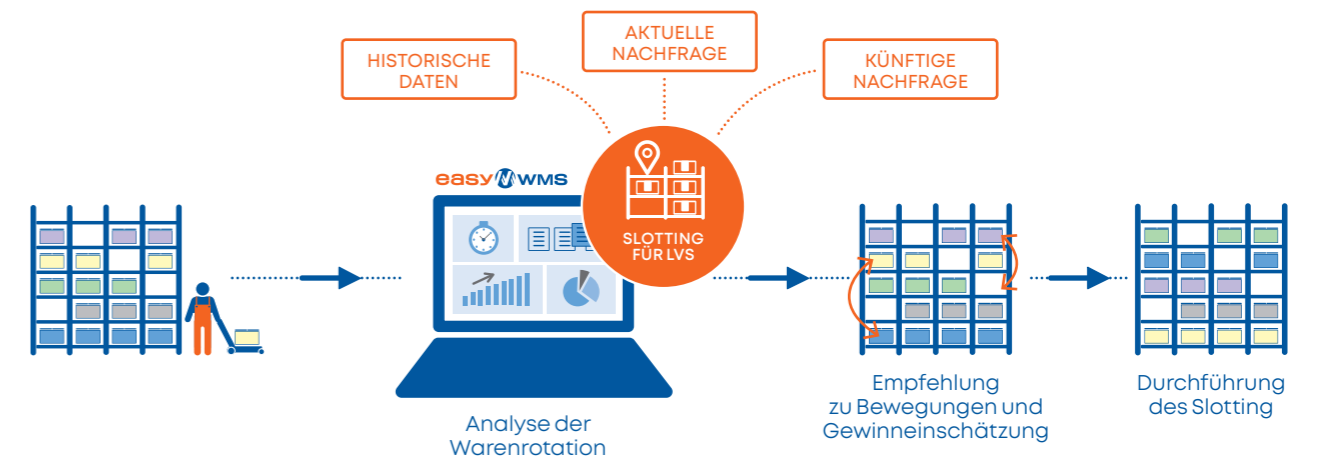 HISTORISCHE
DATEN
AKTUELLE
NACHFRAGE
KÜNFTIGE
NACHFRAGE
easy WMS
SLOTTING
FÜR LVS
Analyse der
Warenrotation
Empfehlung
zu Bewegungen und
Gewinneinschätzung
Durchführung
des Slotting